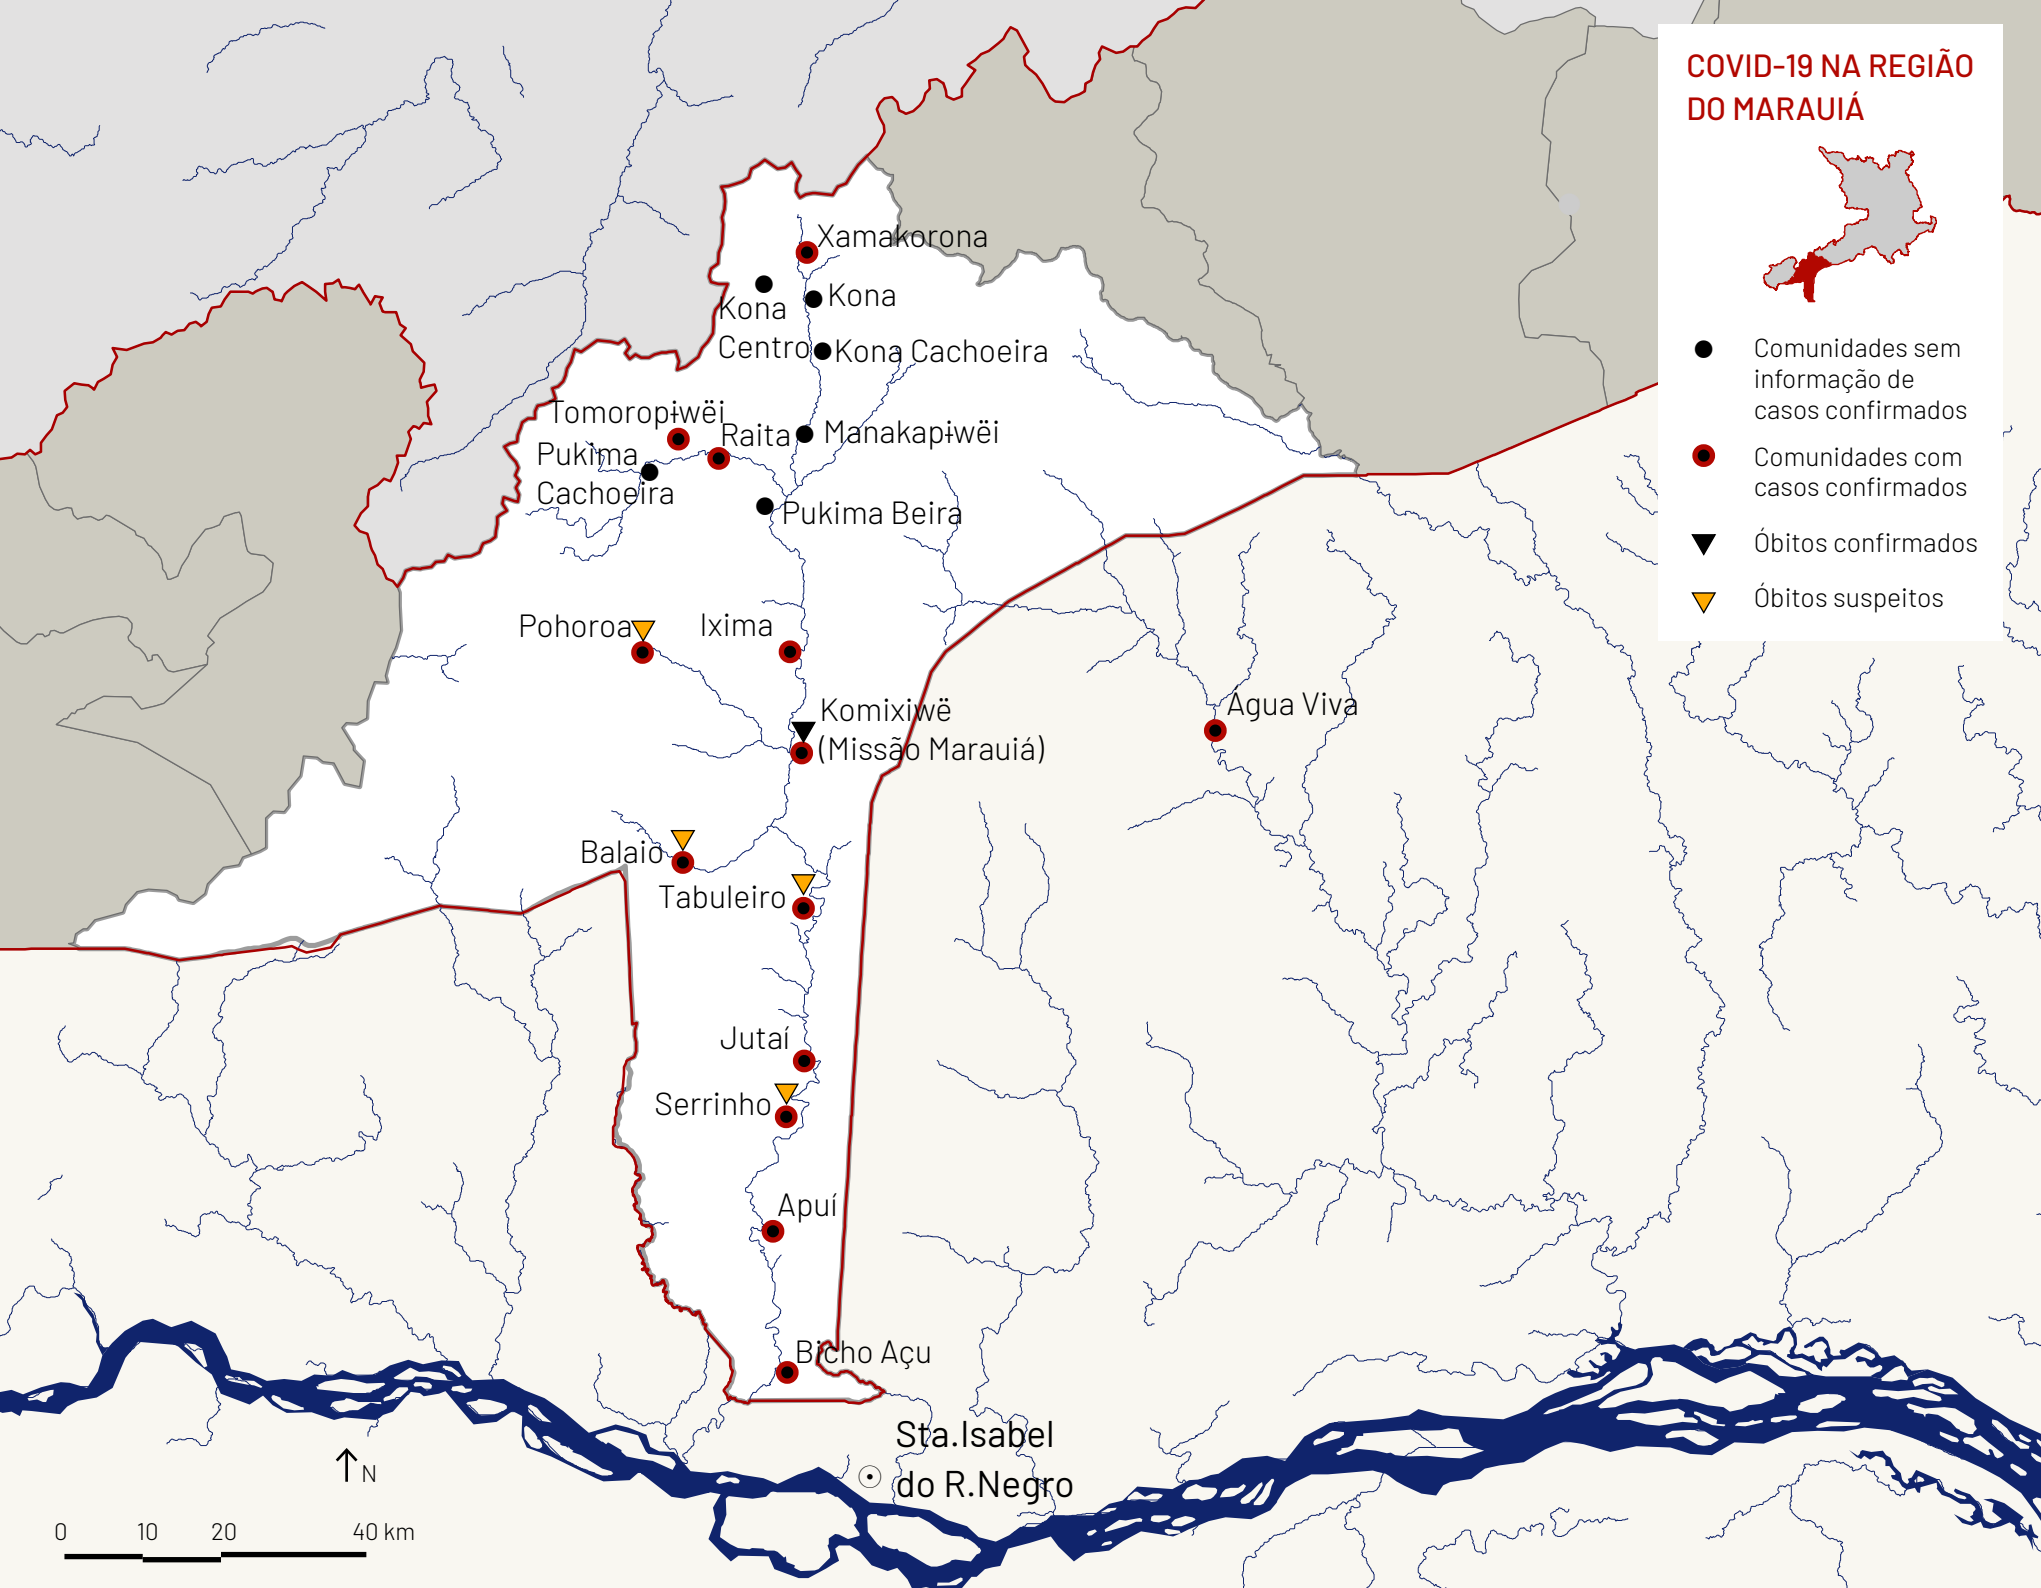 COVID-19 NA REGIÃO
DO MARAUIÁ
Comunidades sem
informação de
casos confirmados
Comunidades com
casos confirmados
Óbitos confirmados
Óbitos suspeitos
Xamakorona
Kona
Centro
Kona
Kona Cachoeira
Tomoropɨwëi
Raita
Manakapɨwëi
Pukima
Cachoeira
Pukima Beira
Pohoroa
Ixima
Komixiwë
(Missão Marauiá)
Água Viva
Balaio
Tabuleiro
Jutaí
Serrinho
Apuí
Bicho Açu
Sta.Isabel
do R.Negro
N
0 10 20 40 km